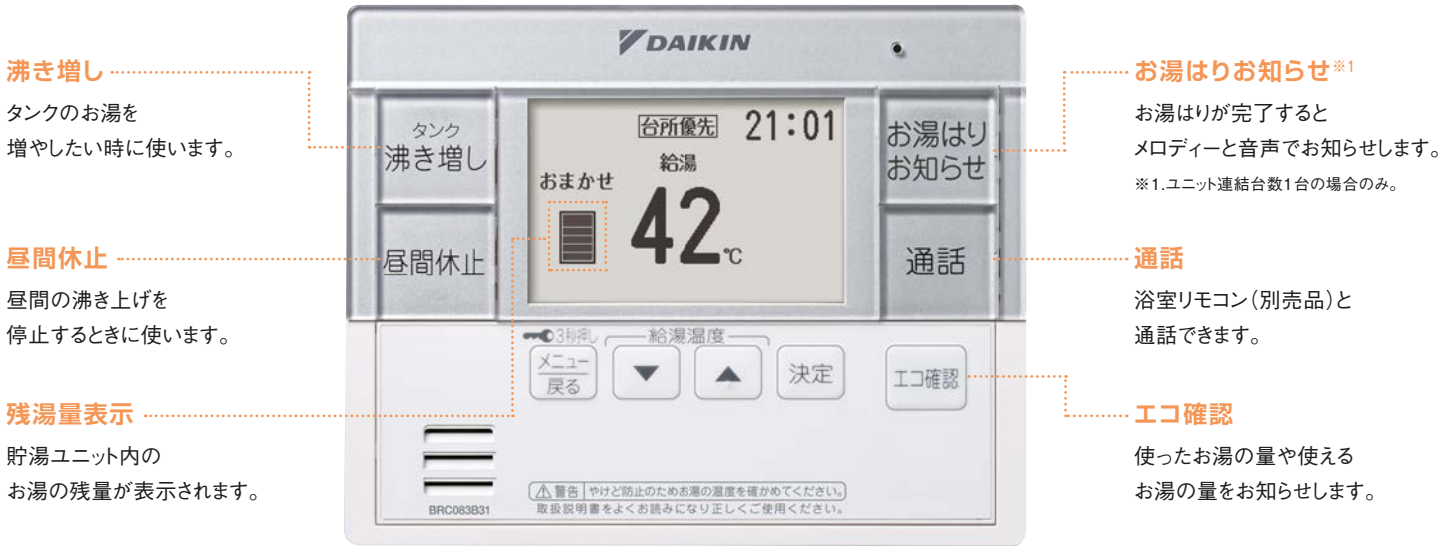 沸き増し
タンクのお湯を
増やしたい時に使います。
昼間休止
昼間の沸き上げを
停止するときに使います。
残湯量表示
貯湯ユニット内の
お湯の残量が表示されます。
DAIKIN
タンク
沸き増し
昼間休止
台所優先 21:01
給湯
おまかせ
42℃
お湯はり
お知らせ
通話
3秒押し 給湯温度
メニュー
戻る
▼
▲
決定
エコ確認
BRC083B31
⚠警告 やけど防止のためお湯の温度を確かめてください。
取扱説明書をよくお読みになり正しくご使用ください。
お湯はりお知らせ※1
お湯はりが完了すると
メロディーと音声でお知らせします。
※1.ユニット連結台数1台の場合のみ。
通話
浴室リモコン(別売品)と
通話できます。
エコ確認
使ったお湯の量や使える
お湯の量をお知らせします。